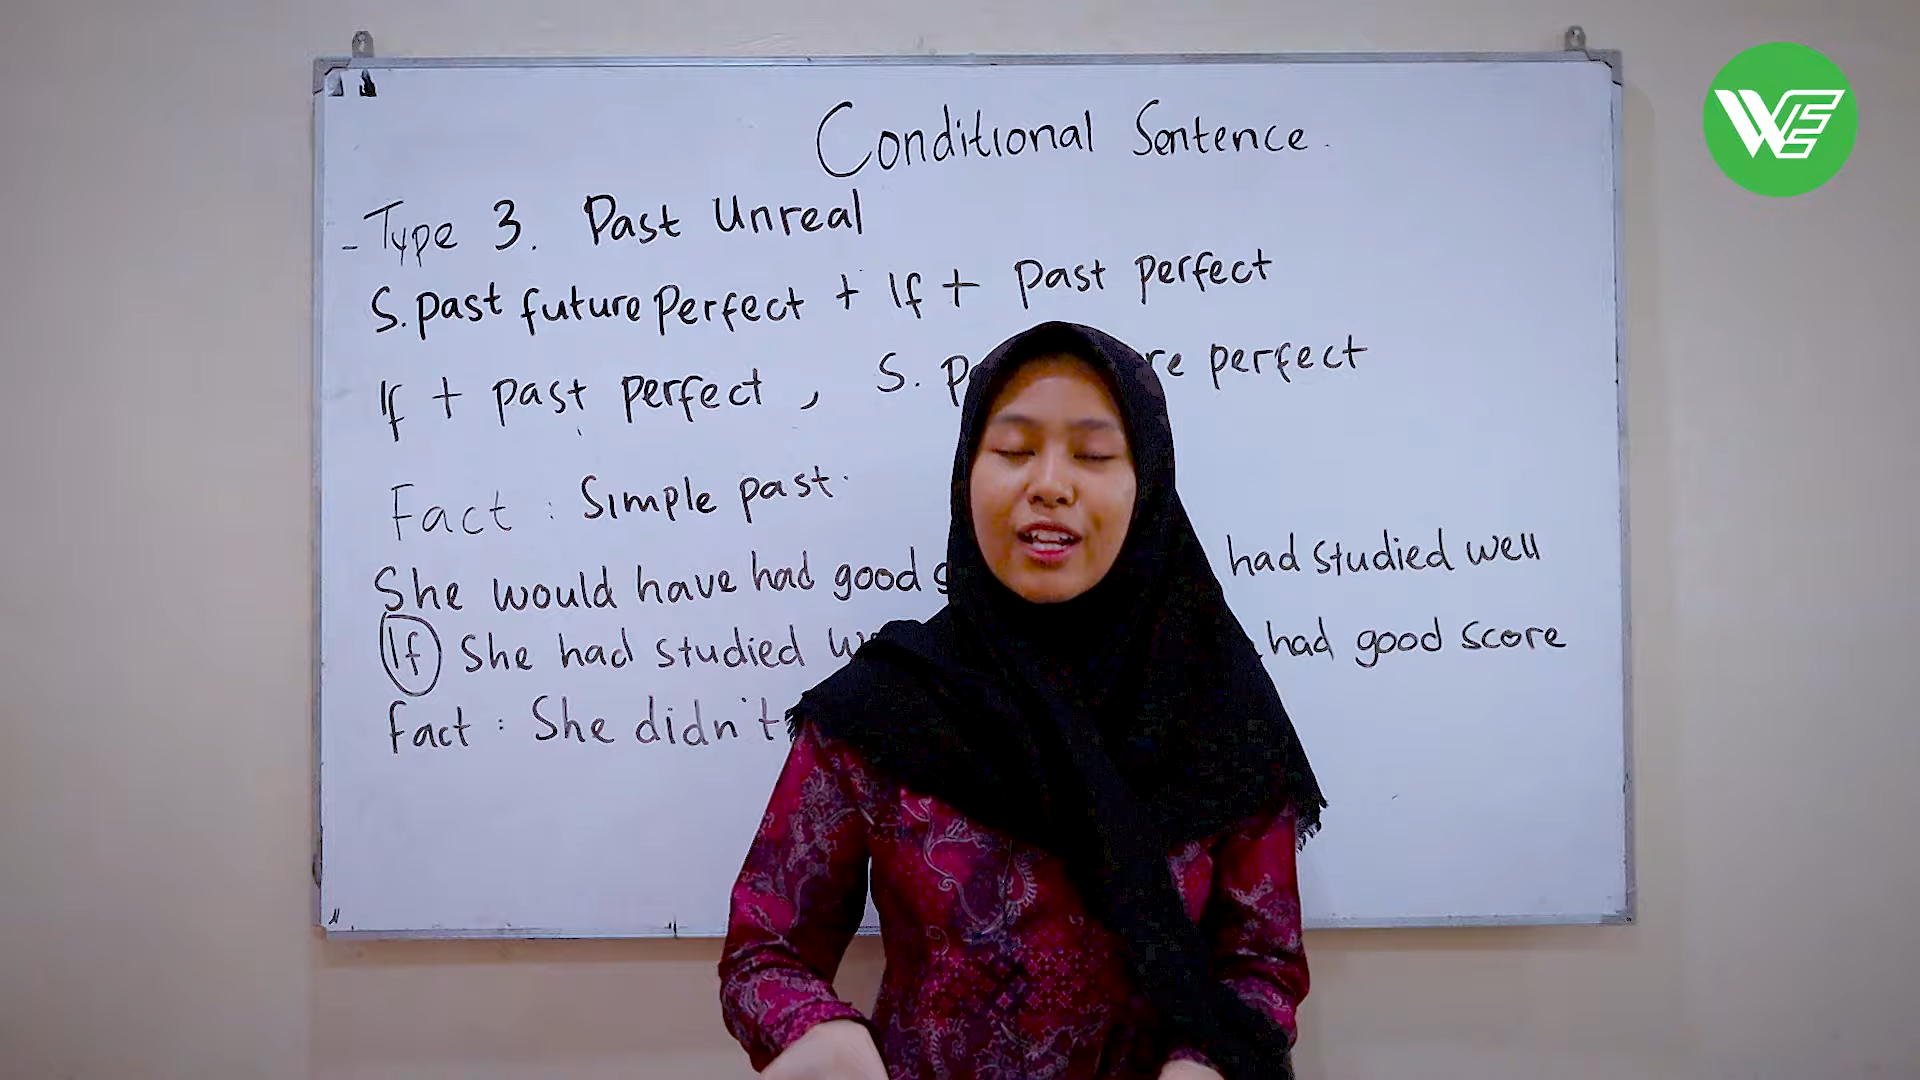 Conditional Sentence.
- Type 3. Past Unreal
S. past future Perfect + If + past perfect
If + past perfect, S. perfect
Fact : Simple past.
She would have had good had studied well
If She had studied had good score
Fact : She didn't
WES